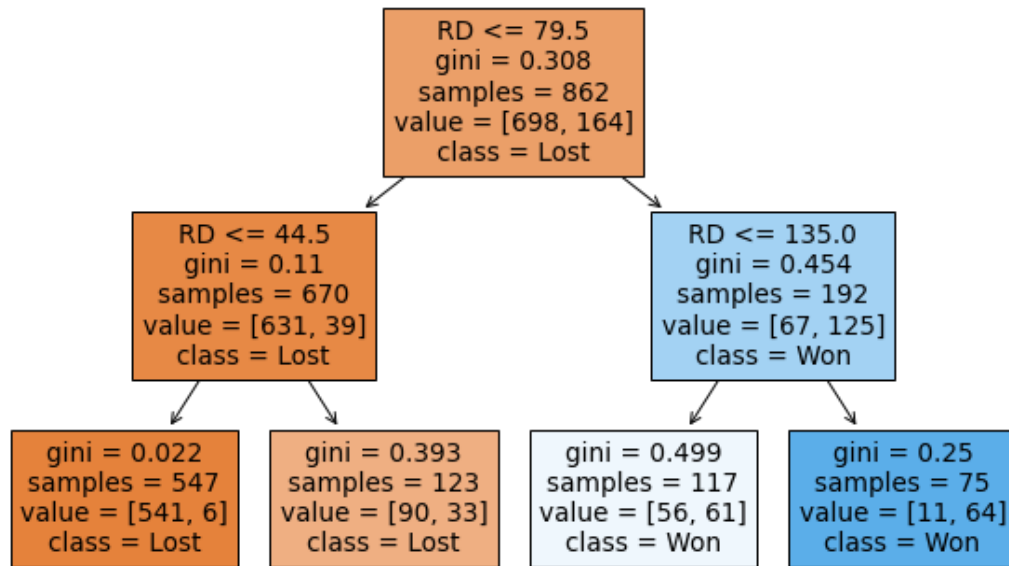 RD <= 79.5
gini = 0.308
samples = 862
value = [698, 164]
class = Lost
RD <= 44.5
gini = 0.11
samples = 670
value = [631, 39]
class = Lost
RD <= 135.0
gini = 0.454
samples = 192
value = [67, 125]
class = Won
gini = 0.022
samples = 547
value = [541, 6]
class = Lost
gini = 0.393
samples = 123
value = [90, 33]
class = Lost
gini = 0.499
samples = 117
value = [56, 61]
class = Won
gini = 0.25
samples = 75
value = [11, 64]
class = Won